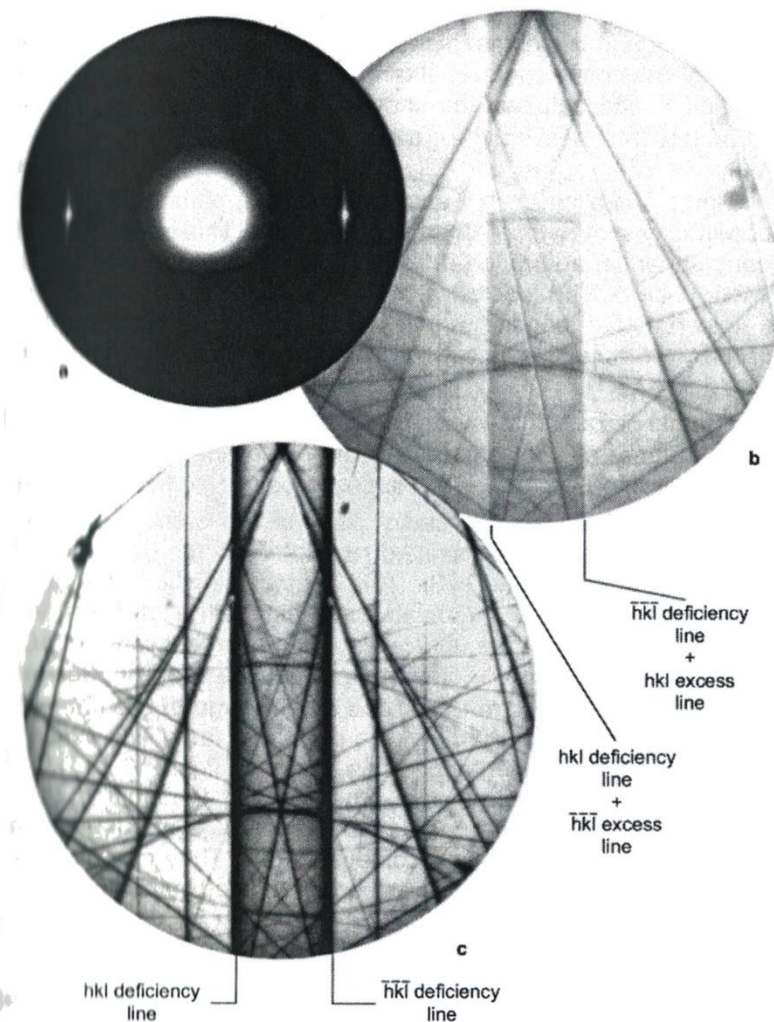 a
b
h̅k̅l̅ deficiency
line
+
hkl excess
line
hkl deficiency
line
+
h̅k̅l̅ excess
line
c
hkl deficiency
line
h̅k̅l̅ deficiency
line